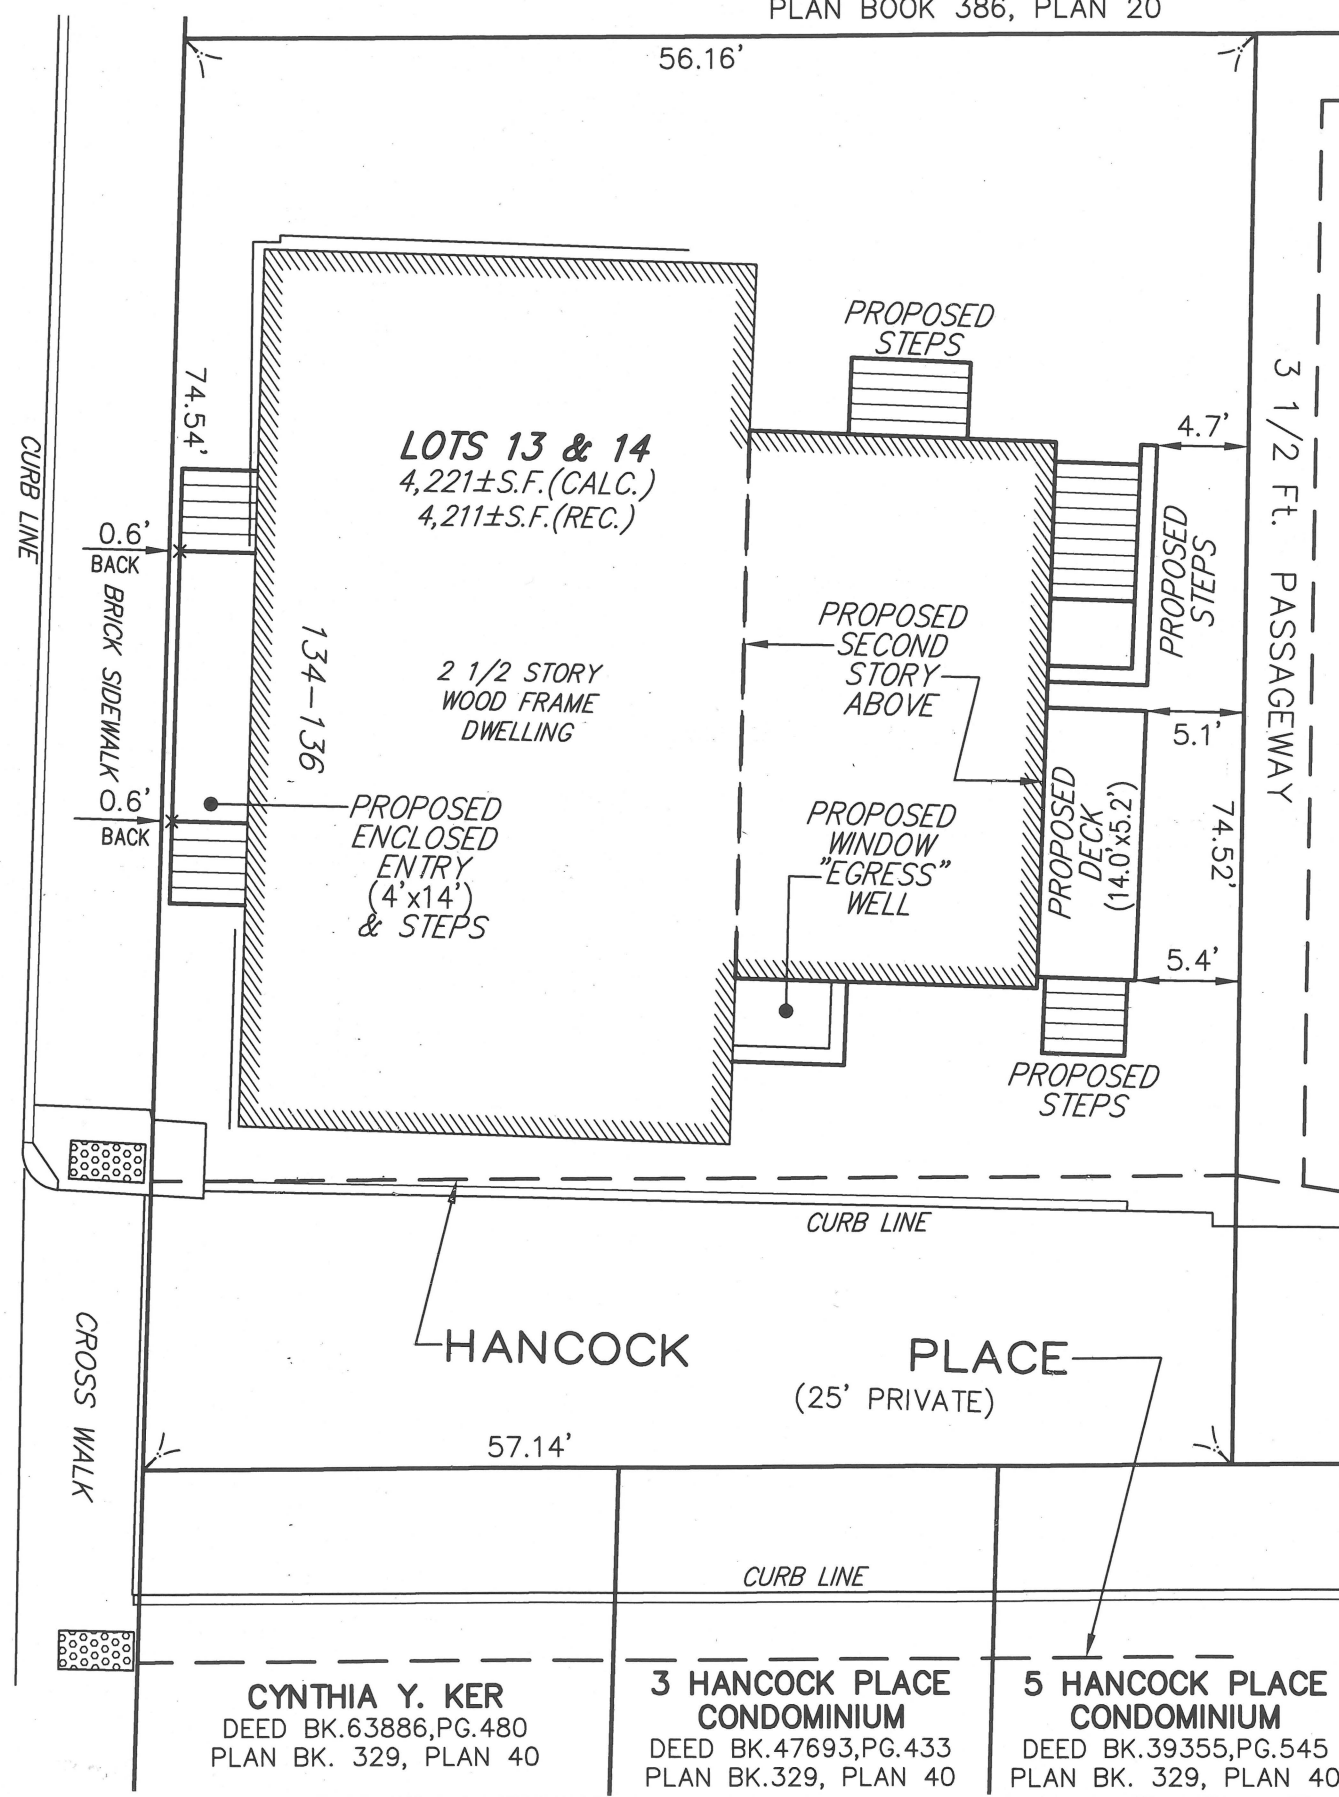 PLAN BOOK 386, PLAN 20
56.16'
PROPOSED
STEPS
3 1/2 Ft. PASSAGEWAY
74.54'
LOTS 13 & 14
4,221±S.F.(CALC.)
4,211±S.F.(REC.)
4.7'
CURB LINE
PROPOSED
STEPS
0.6'
BACK
BRICK SIDEWALK
134-136
2 1/2 STORY
WOOD FRAME
DWELLING
PROPOSED
SECOND
STORY
ABOVE
5.1'
0.6'
BACK
PROPOSED
ENCLOSED
ENTRY
(4'x14')
& STEPS
PROPOSED
WINDOW
"EGRESS"
WELL
PROPOSED
DECK
(14.0'x5.2')
74.52'
5.4'
PROPOSED
STEPS
CURB LINE
HANCOCK PLACE
(25' PRIVATE)
CROSS WALK
57.14'
CURB LINE
CYNTHIA Y. KER
DEED BK.63886,PG.480
PLAN BK. 329, PLAN 40
3 HANCOCK PLACE
CONDOMINIUM
DEED BK.47693,PG.433
PLAN BK.329, PLAN 40
5 HANCOCK PLACE
CONDOMINIUM
DEED BK.39355,PG.545
PLAN BK. 329, PLAN 40